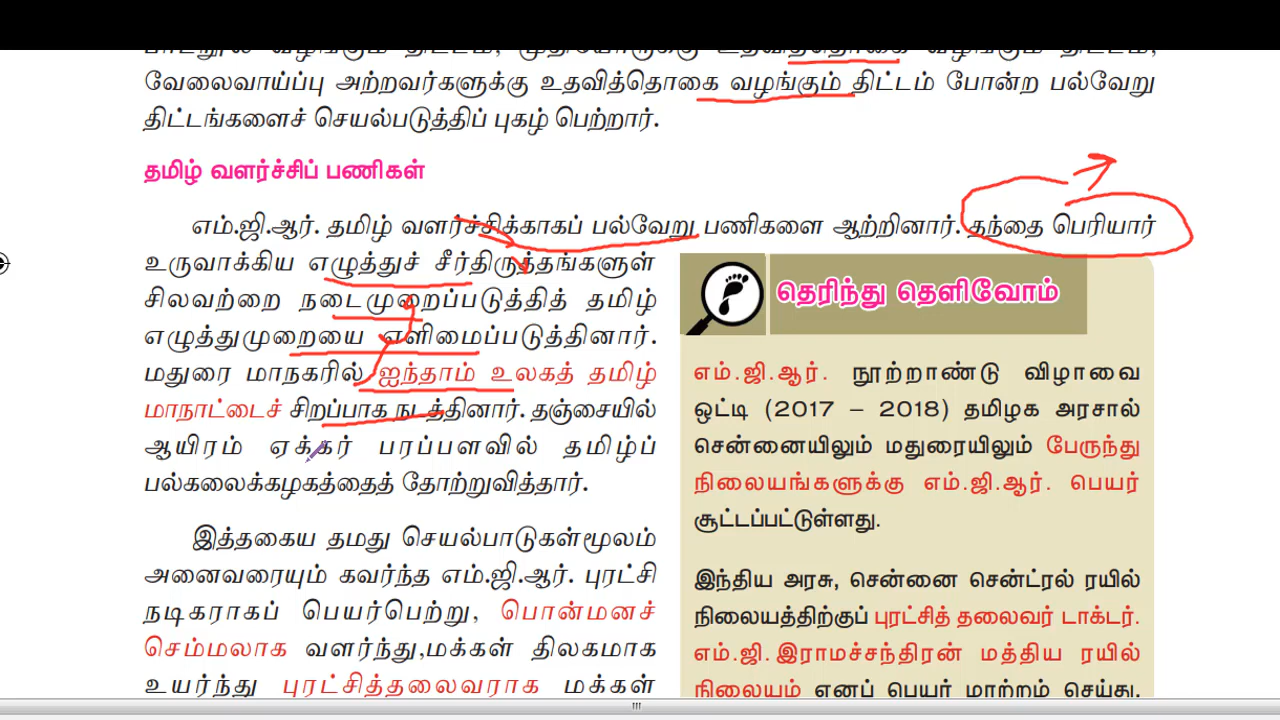 வழங்கும் திட்டம், முதியோருக்கு உதவித்தொகை வழங்கும் திட்டம்,
வேலைவாய்ப்பு அற்றவர்களுக்கு உதவித்தொகை வழங்கும் திட்டம் போன்ற பல்வேறு
திட்டங்களைச் செயல்படுத்திப் புகழ் பெற்றார்.
தமிழ் வளர்ச்சிப் பணிகள்
எம்.ஜி.ஆர். தமிழ் வளர்ச்சிக்காகப் பல்வேறு பணிகளை ஆற்றினார். தந்தை பெரியார்
உருவாக்கிய எழுத்துச் சீர்திருத்தங்களுள்
சிலவற்றை நடைமுறைப்படுத்தித் தமிழ்
எழுத்துமுறையை எளிமைப்படுத்தினார்.
மதுரை மாநகரில் ஐந்தாம் உலகத் தமிழ்
மாநாட்டைச் சிறப்பாக நடத்தினார். தஞ்சையில்
ஆயிரம் ஏக்கர் பரப்பளவில் தமிழ்ப்
பல்கலைக்கழகத்தைத் தோற்றுவித்தார்.
இத்தகைய தமது செயல்பாடுகள்மூலம்
அனைவரையும் கவர்ந்த எம்.ஜி.ஆர். புரட்சி
நடிகராகப் பெயர்பெற்று, பொன்மனச்
செம்மலாக வளர்ந்து,மக்கள் திலகமாக
உயர்ந்து புரட்சித்தலைவராக மக்கள்
தெரிந்து தெளிவோம்
எம்.ஜி.ஆர். நூற்றாண்டு விழாவை
ஒட்டி (2017 – 2018) தமிழக அரசால்
சென்னையிலும் மதுரையிலும் பேருந்து
நிலையங்களுக்கு எம்.ஜி.ஆர். பெயர்
சூட்டப்பட்டுள்ளது.
இந்திய அரசு, சென்னை சென்ட்ரல் ரயில்
நிலையத்திற்குப் புரட்சித் தலைவர் டாக்டர்.
எம்.ஜி.இராமச்சந்திரன் மத்திய ரயில்
நிலையம் எனப் பெயர் மாற்றம் செய்து,